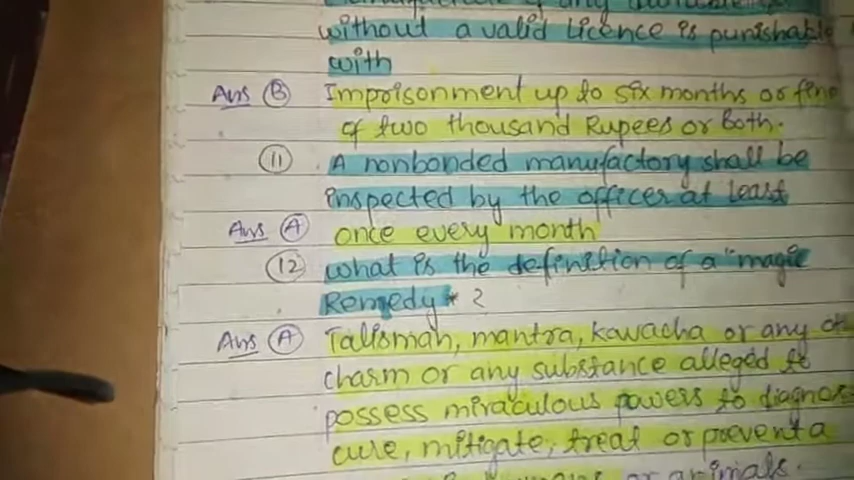 without a valid Licence is punishable
with
Ans (B) Imprisonment up to six months or fine
of two thousand Rupees or Both.
(11) A nonbonded manufactory shall be
inspected by the officer at least
Ans (A) once every month
(12) what is the definition of a "magic
Remedy" ?
Ans (A) Talisman, mantra, kavacha or any
charm or any substance alleged to
possess miraculous powers to
cure, mitigate, treat or prevent a
or animals.